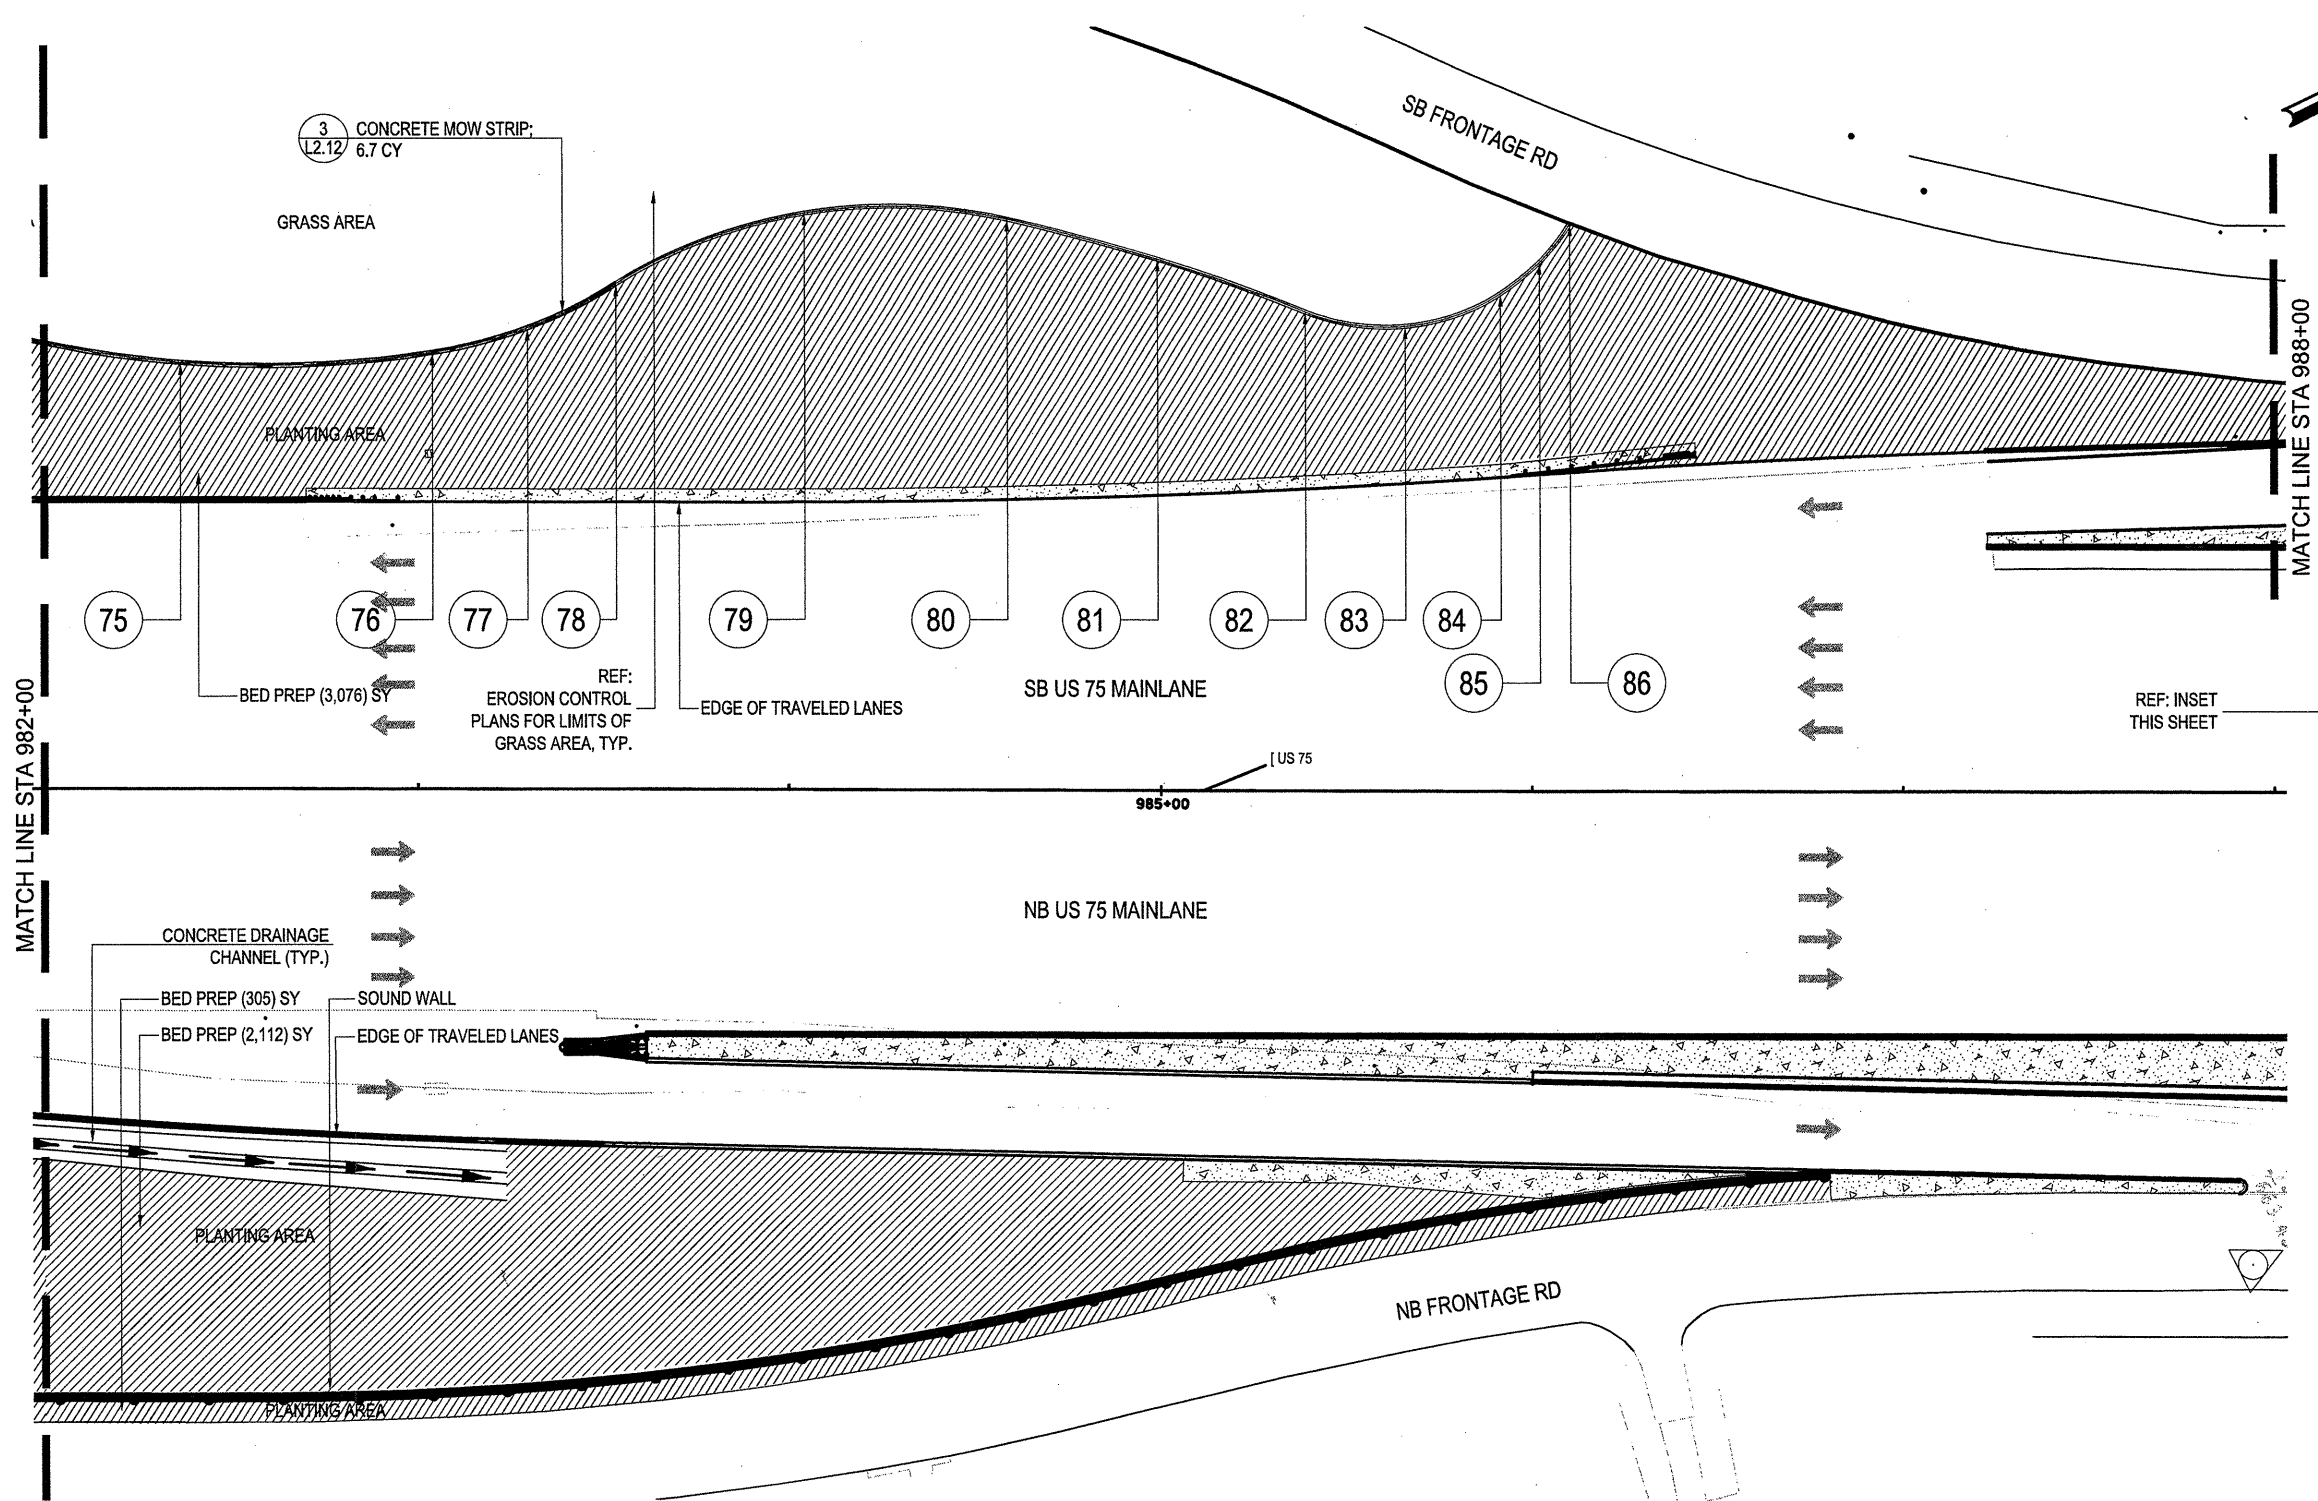 SB FRONTAGE RD
3
L2.12
CONCRETE MOW STRIP;
6.7 CY
GRASS AREA
PLANTING AREA
MATCH LINE STA 988+00
75
76
77
78
79
80
81
82
83
84
85
86
BED PREP (3,076) SY
REF:
EROSION CONTROL
PLANS FOR LIMITS OF
GRASS AREA, TYP.
EDGE OF TRAVELED LANES
SB US 75 MAINLANE
REF: INSET
THIS SHEET
MATCH LINE STA 982+00
[ US 75
985+00
NB US 75 MAINLANE
CONCRETE DRAINAGE
CHANNEL (TYP.)
BED PREP (305) SY
SOUND WALL
BED PREP (2,112) SY
EDGE OF TRAVELED LANES
PLANTING AREA
NB FRONTAGE RD
PLANTING AREA